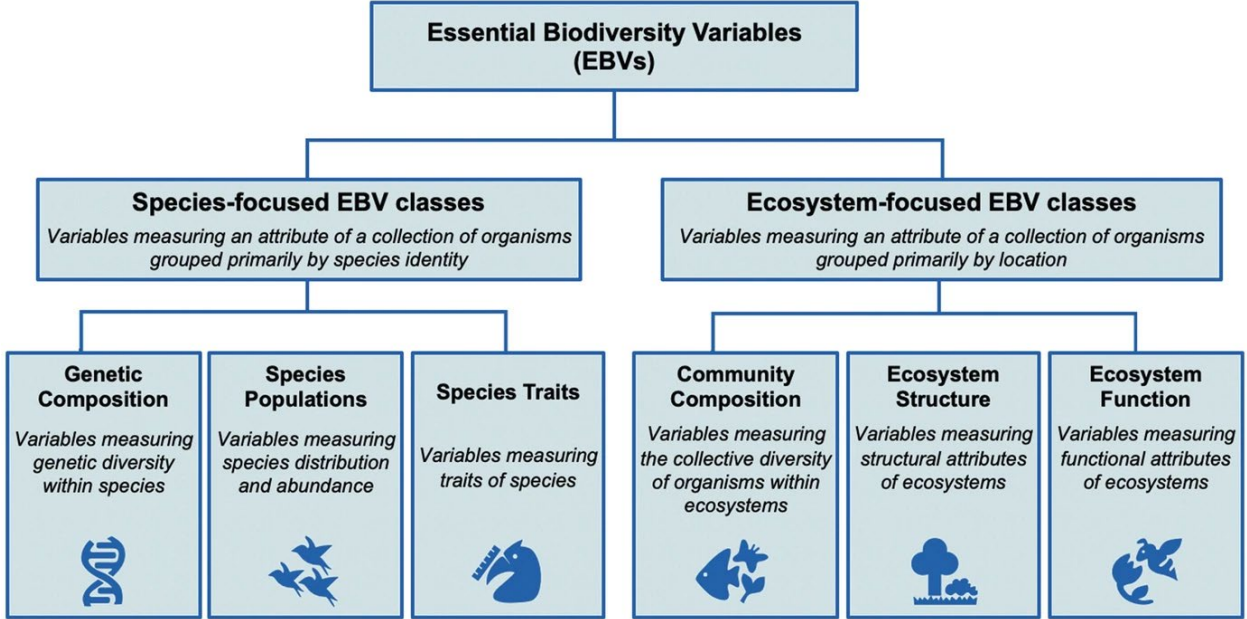 Essential Biodiversity Variables
(EBVs)
Species-focused EBV classes
Variables measuring an attribute of a collection of organisms
grouped primarily by species identity
Ecosystem-focused EBV classes
Variables measuring an attribute of a collection of organisms
grouped primarily by location
Genetic
Composition
Variables measuring
genetic diversity
within species
Species
Populations
Variables measuring
species distribution
and abundance
Species Traits
Variables measuring
traits of species
Community
Composition
Variables measuring
the collective diversity
of organisms within
ecosystems
Ecosystem
Structure
Variables measuring
structural attributes
of ecosystems
Ecosystem
Function
Variables measuring
functional attributes
of ecosystems